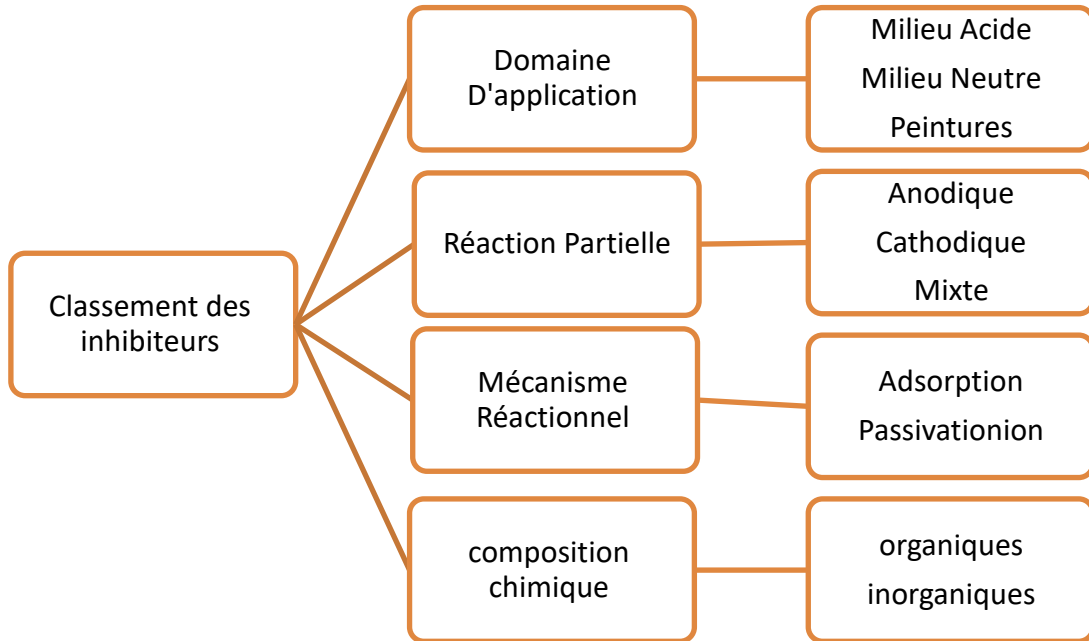 Classement des
inhibiteurs
Domaine
D'application
Milieu Acide
Milieu Neutre
Peintures
Réaction Partielle
Anodique
Cathodique
Mixte
Mécanisme
Réactionnel
Adsorption
Passivationion
composition
chimique
organiques
inorganiques